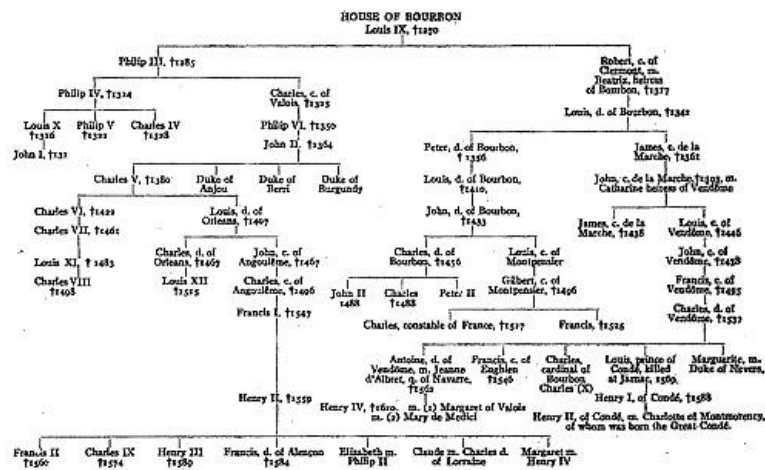 HOUSE OF BOURBON
Louis IX, †1270
Philip III, †1285
Robert, c. of
Clermont, m.
Beatrix, heiress
of Bourbon, †1317
Philip IV, †1314
Charles, c. of
Valois, †1325
Louis, d. of Bourbon, †1342
Louis X
†1316
Philip V
†1322
Charles IV
†1328
Philip VI, †1350
John I, †131
John II, †1364
Peter, d. of Bourbon,
†1356
James, c. de la
Marche, †1361
Charles V, †1380
Duke of
Anjou
Duke of
Berri
Duke of
Burgundy
Louis, d. of Bourbon,
†1410,
John, c. de la Marche, †1393, m.
Catharine heiress of Vendôme
Charles VI, †1422
Louis, d. of
Orleans, †1407
Charles VII, †1461
John, d. of Bourbon,
†1433
James, c. de la
Marche, †1438
Louis, c. of
Vendôme, †1446
Louis XI, †1483
Charles, d. of
Orleans, †1467
John, c. of
Angoulême, †1467
Charles, d. of
Bourbon, †1456
Louis, c. of
Montpensier
John, c. of
Vendôme, †1478
Charles VIII
†1498
Louis XII
†1515
Charles, c. of
Angoulême, †1496
John II
1488
Charles
†1488
Peter II
Gilbert, c. of
Montpensier, †1496
Francis, c. of
Vendôme, †1495
Francis I, †1547
Charles, constable of France, †1527
Francis, †1525
Charles, d. of
Vendôme, †1537
Antoine, d. of
Vendôme, m. Jeanne
d'Albret, q. of Navarre,
†1562
Francis, c. of
Enghien
†1546
Charles,
cardinal of
Bourbon
Charles (X)
Louis, prince of
Condé, killed
at Jarnac, 1569.
Marguerite, m.
Duke of Nevers.
Henry II, †1559
Henry IV, †1610. m. (1) Margaret of Valois
m. (2) Mary de Medici
Henry I, of Condé, †1588
Henry II, of Condé, m. Charlotte of Montmorency,
of whom was born the Great Condé.
Francis II
†1560
Charles IX
†1574
Henry III
†1589
Francis, d. of Alençon
†1584
Elizabeth m.
Philip II
Claude m. Charles d.
of Lorraine
Margaret m.
Henry IV